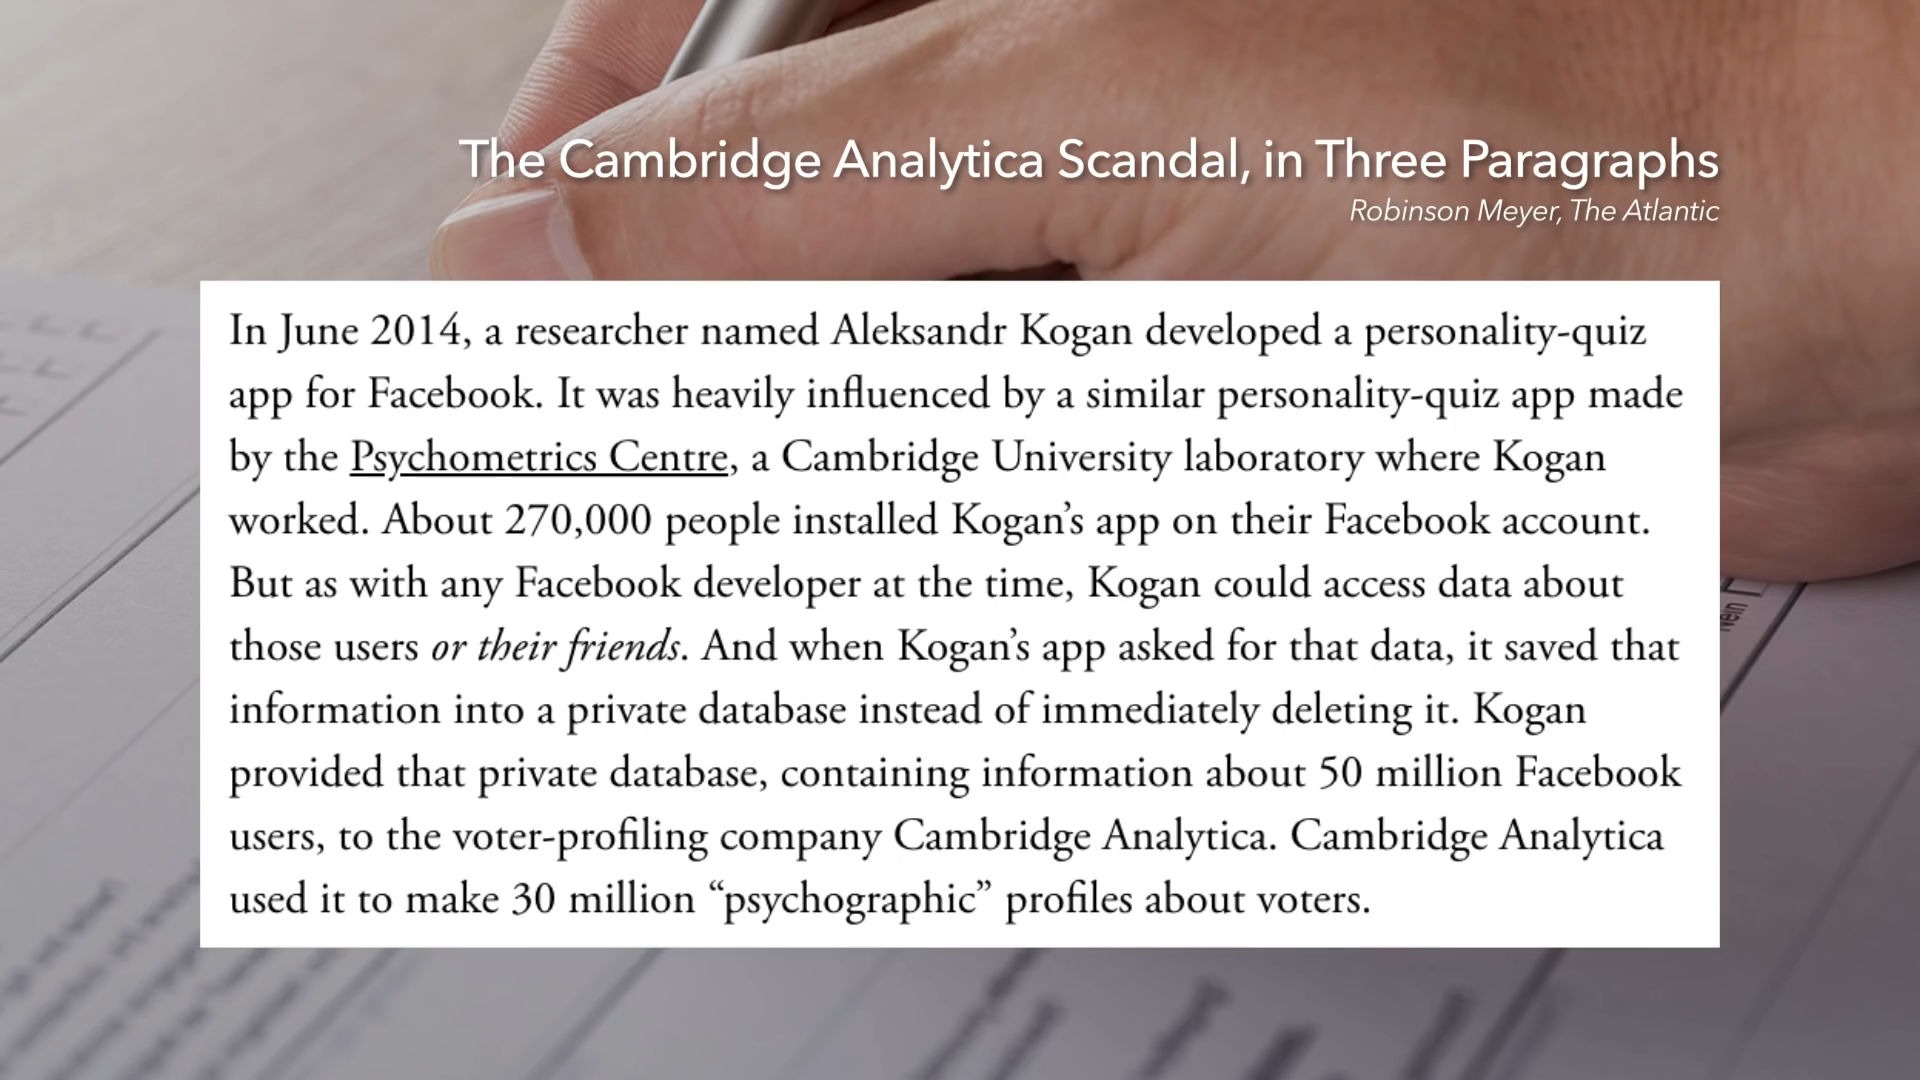 The Cambridge Analytica Scandal, in Three Paragraphs
Robinson Meyer, The Atlantic
In June 2014, a researcher named Aleksandr Kogan developed a personality-quiz
app for Facebook. It was heavily influenced by a similar personality-quiz app made
by the Psychometrics Centre, a Cambridge University laboratory where Kogan
worked. About 270,000 people installed Kogan’s app on their Facebook account.
But as with any Facebook developer at the time, Kogan could access data about
those users or their friends. And when Kogan’s app asked for that data, it saved that
information into a private database instead of immediately deleting it. Kogan
provided that private database, containing information about 50 million Facebook
users, to the voter-profiling company Cambridge Analytica. Cambridge Analytica
used it to make 30 million “psychographic” profiles about voters.
Nein